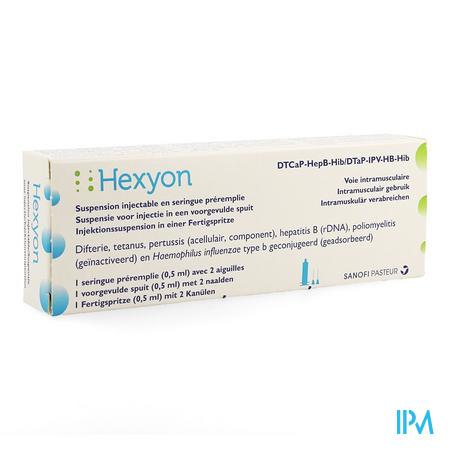 Hexyon
DTCaP-HepB-Hib/DTaP-IPV-HB-Hib
Suspension injectable en seringue préremplie
Suspensie voor injectie in een voorgevulde spuit
Injektionssuspension in einer Fertigspritze
Voie intramusculaire
Intramusculair gebruik
Intramuskulär verabreichen
Difterie, tetanus, pertussis (acellulair, component), hepatitis B (rDNA), poliomyelitis
(geïnactiveerd) en Haemophilus influenzae type b geconjugeerd (geadsorbeerd)
1 seringue préremplie (0,5 ml) avec 2 aiguilles
1 voorgevulde spuit (0,5 ml) met 2 naalden
1 Fertigspritze (0,5 ml) mit 2 Kanülen
SANOFI PASTEUR
Hexyon
IPM